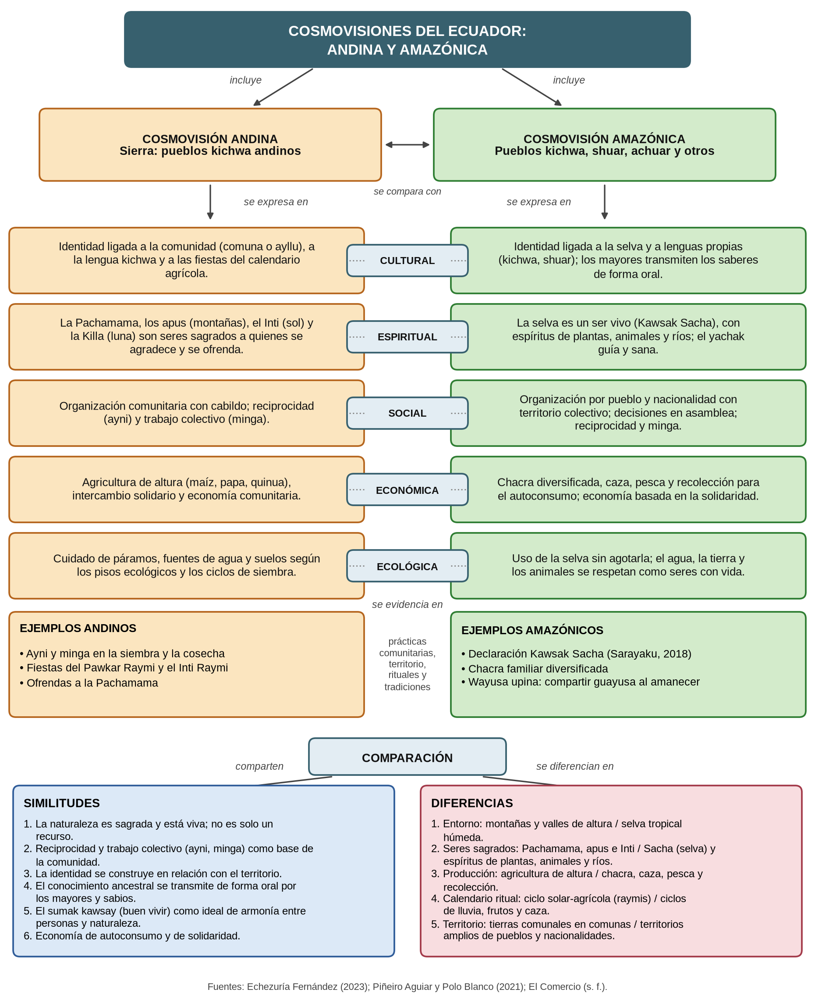 COSMOVISIONES DEL ECUADOR:
ANDINA Y AMAZÓNICA
incluye
incluye
COSMOVISIÓN ANDINA
Sierra: pueblos kichwa andinos
COSMOVISIÓN AMAZÓNICA
Pueblos kichwa, shuar, achuar y otros
se compara con
se expresa en
se expresa en
Identidad ligada a la comunidad (comuna o ayllu), a
la lengua kichwa y a las fiestas del calendario
agrícola.
CULTURAL
Identidad ligada a la selva y a lenguas propias
(kichwa, shuar); los mayores transmiten los saberes
de forma oral.
La Pachamama, los apus (montañas), el Inti (sol) y
la Killa (luna) son seres sagrados a quienes se
agradece y se ofrenda.
ESPIRITUAL
La selva es un ser vivo (Kawsak Sacha), con
espíritus de plantas, animales y ríos; el yachak
guía y sana.
Organización comunitaria con cabildo; reciprocidad
(ayni) y trabajo colectivo (minga).
SOCIAL
Organización por pueblo y nacionalidad con
territorio colectivo; decisiones en asamblea;
reciprocidad y minga.
Agricultura de altura (maíz, papa, quinua),
intercambio solidario y economía comunitaria.
ECONÓMICA
Chacra diversificada, caza, pesca y recolección para
el autoconsumo; economía basada en la solidaridad.
Cuidado de páramos, fuentes de agua y suelos según
los pisos ecológicos y los ciclos de siembra.
ECOLÓGICA
Uso de la selva sin agotarla; el agua, la tierra y
los animales se respetan como seres con vida.
se evidencia en
EJEMPLOS ANDINOS
• Ayni y minga en la siembra y la cosecha
• Fiestas del Pawkar Raymi y el Inti Raymi
• Ofrendas a la Pachamama
prácticas
comunitarias,
territorio,
rituales y
tradiciones
EJEMPLOS AMAZÓNICOS
• Declaración Kawsak Sacha (Sarayaku, 2018)
• Chacra familiar diversificada
• Wayusa upina: compartir guayusa al amanecer
COMPARACIÓN
comparten
se diferencian en
SIMILITUDES
1. La naturaleza es sagrada y está viva; no es solo un
recurso.
2. Reciprocidad y trabajo colectivo (ayni, minga) como base de
la comunidad.
3. La identidad se construye en relación con el territorio.
4. El conocimiento ancestral se transmite de forma oral por
los mayores y sabios.
5. El sumak kawsay (buen vivir) como ideal de armonía entre
personas y naturaleza.
6. Economía de autoconsumo y de solidaridad.
DIFERENCIAS
1. Entorno: montañas y valles de altura / selva tropical
húmeda.
2. Seres sagrados: Pachamama, apus e Inti / Sacha (selva) y
espíritus de plantas, animales y ríos.
3. Producción: agricultura de altura / chacra, caza, pesca y
recolección.
4. Calendario ritual: ciclo solar-agrícola (raymis) / ciclos
de lluvia, frutos y caza.
5. Territorio: tierras comunales en comunas / territorios
amplios de pueblos y nacionalidades.
Fuentes: Echezuría Fernández (2023); Piñeiro Aguiar y Polo Blanco (2021); El Comercio (s. f.).